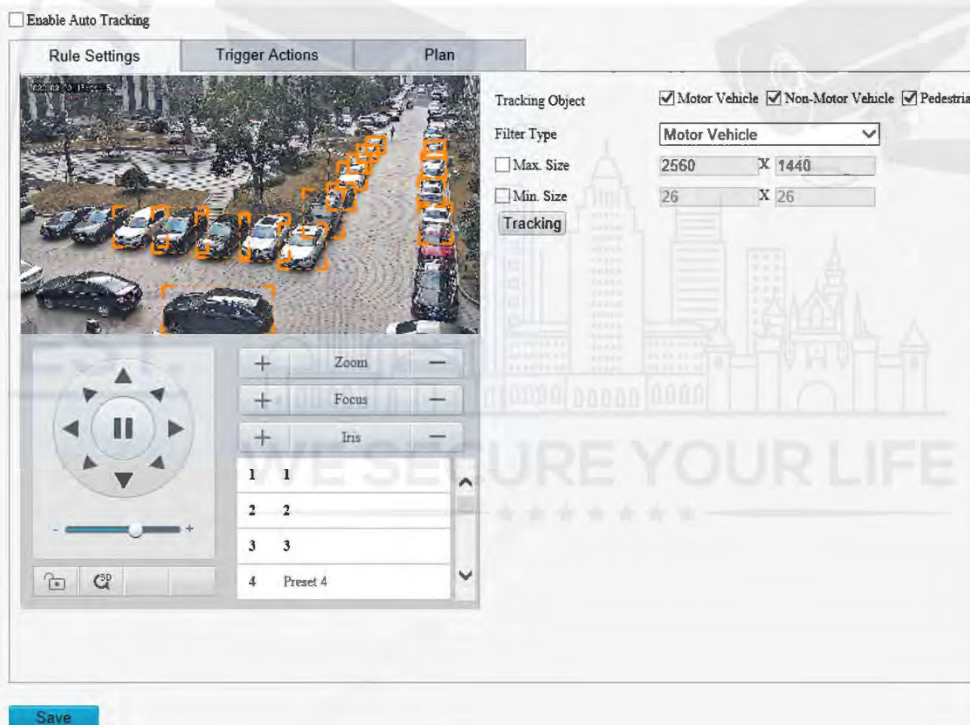 Enable Auto Tracking
Rule Settings Trigger Actions Plan
Tracking Object Motor Vehicle Non-Motor Vehicle Pedestria
Filter Type Motor Vehicle
Max. Size 2560 X 1440
Min. Size 26 X 26
Tracking
+ Zoom —
+ Focus —
+ Iris —
WE SECURE YOUR LIFE
1 1
2 2
3 3
- +
3D
4 Preset 4
Save